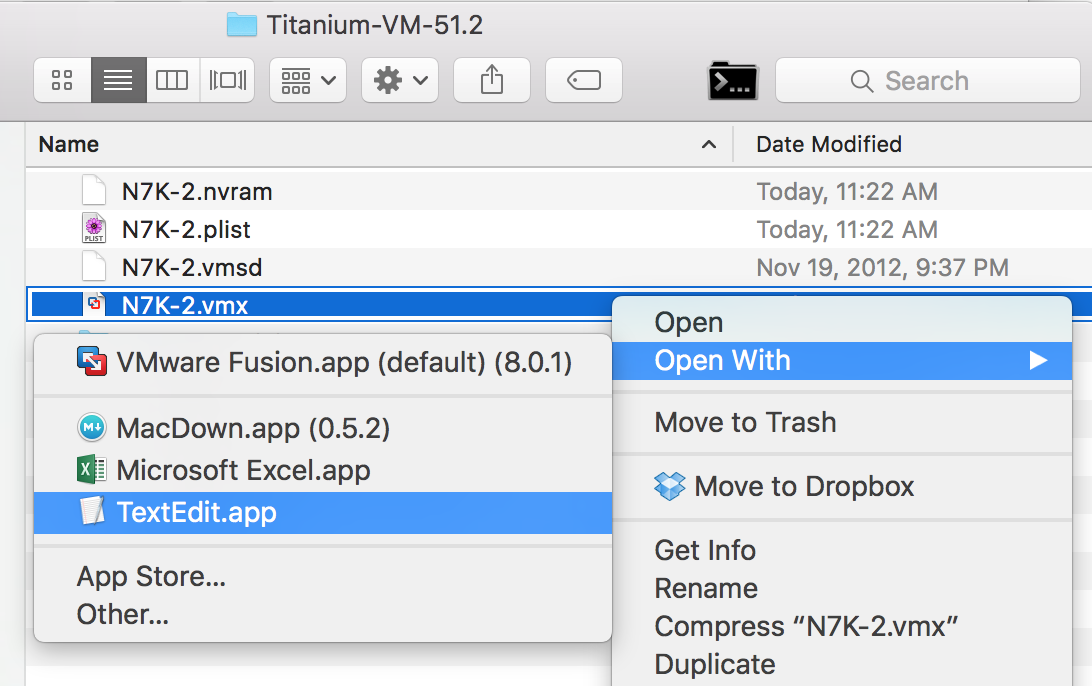 Titanium-VM-51.2
Search
Name
Date Modified
N7K-2.nvram
Today, 11:22 AM
PLIST
N7K-2.plist
Today, 11:22 AM
N7K-2.vmsd
Nov 19, 2012, 9:37 PM
N7K-2.vmx
Open
Open With
Move to Trash
Move to Dropbox
Get Info
Rename
Compress “N7K-2.vmx”
Duplicate
VMware Fusion.app (default) (8.0.1)
MacDown.app (0.5.2)
Microsoft Excel.app
TextEdit.app
App Store...
Other...